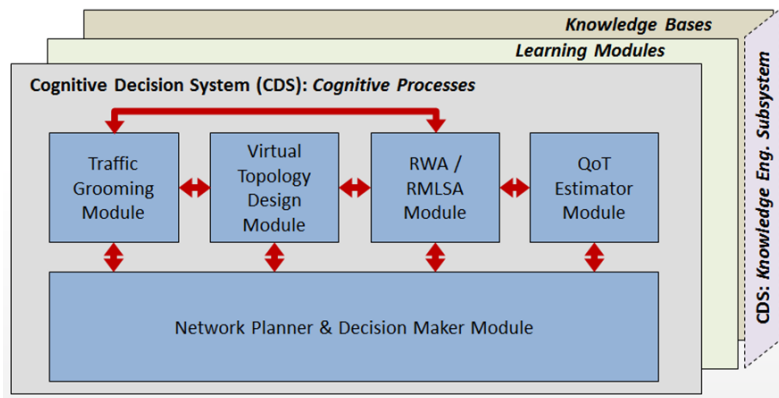 Knowledge Bases
Learning Modules
Cognitive Decision System (CDS): Cognitive Processes
Traffic
Grooming
Module
Virtual
Topology
Design
Module
RWA /
RMLSA
Module
QoT
Estimator
Module
Network Planner & Decision Maker Module
CDS: Knowledge Eng. Subsystem